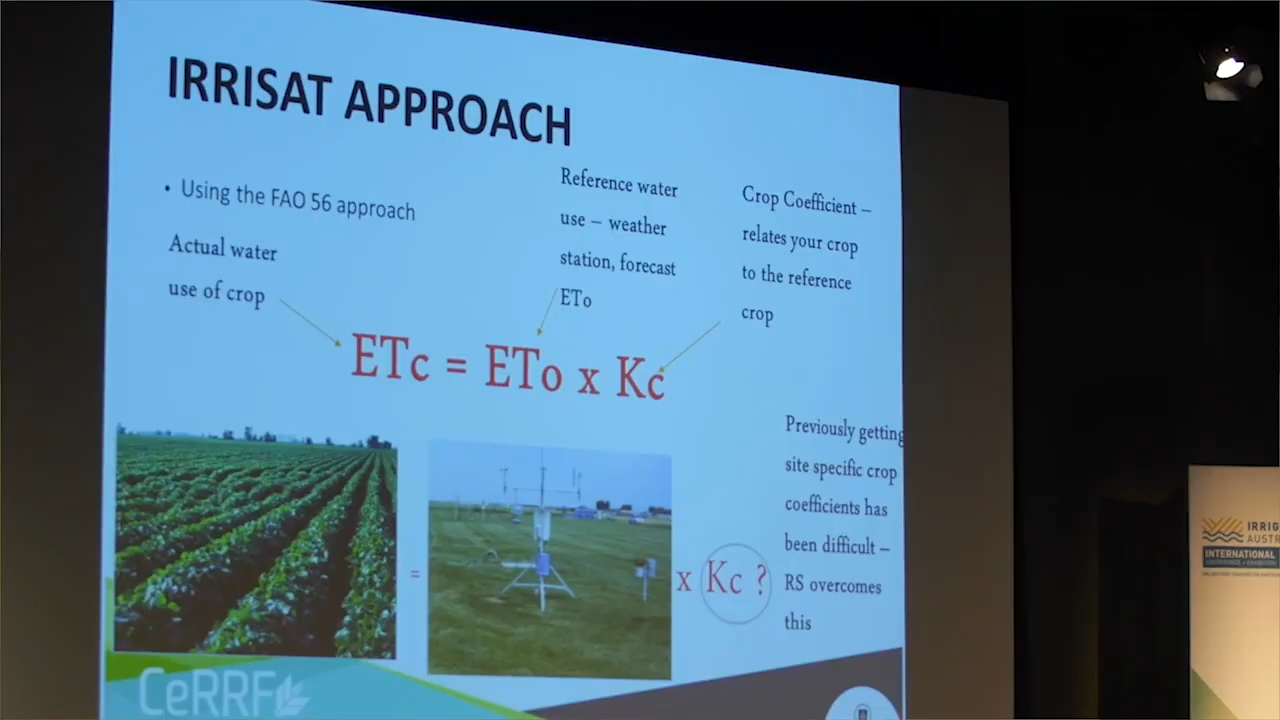 IRRISAT APPROACH
• Using the FAO 56 approach
Actual water
use of crop
Reference water
use – weather
station, forecast
ETo
Crop Coefficient –
relates your crop
to the reference
crop
ETc = ETo x Kc
Previously getting
site specific crop
coefficients has
been difficult –
RS overcomes
this
=
x Kc ?
CeRRF
IRRIG
AUSTR
INTERNATIONAL